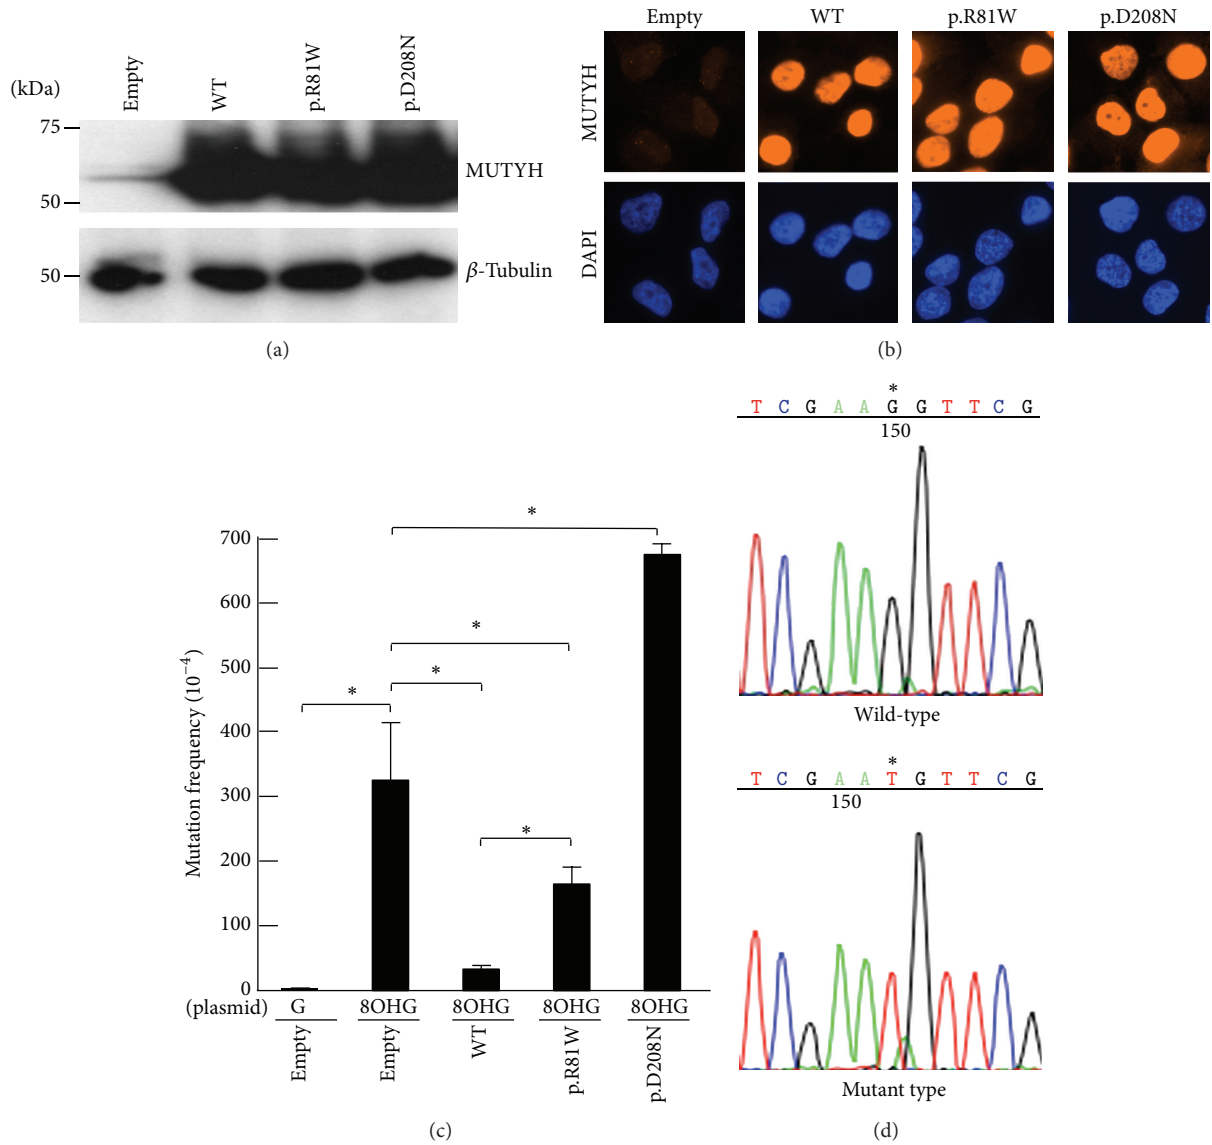 (kDa)
Empty
WT
p.R81W
p.D208N
75
50
MUTYH
50
β-Tubulin
(a)
Empty
WT
p.R81W
p.D208N
MUTYH
DAPI
(b)
Mutation frequency (10⁻⁴)
700
600
500
400
300
200
100
0
*
*
*
*
*
(plasmid)
G
8OHG
8OHG
8OHG
8OHG
Empty
Empty
WT
p.R81W
p.D208N
(c)
*
T C G A A G G T T C G
150
Wild-type
*
T C G A A T G T T C G
150
Mutant type
(d)